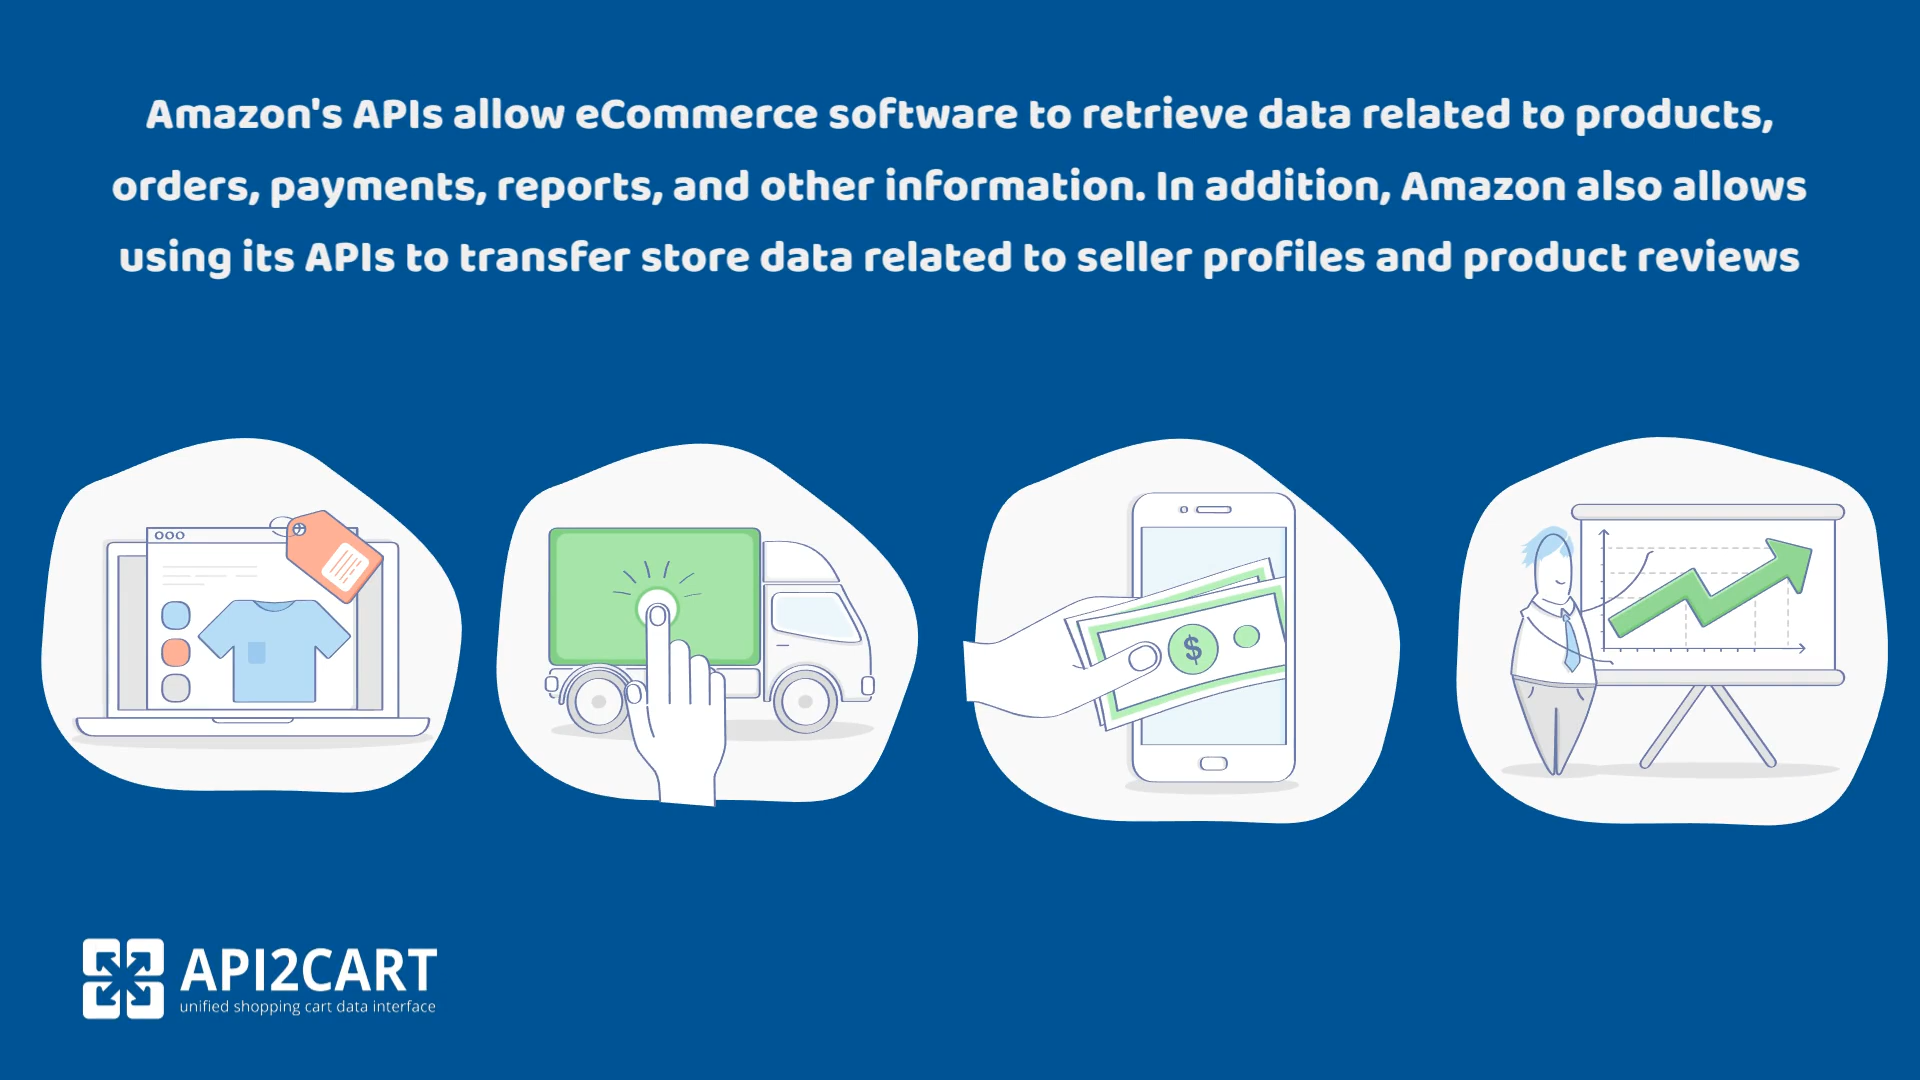 Amazon's APIs allow eCommerce software to retrieve data related to products,
orders, payments, reports, and other information. In addition, Amazon also allows
using its APIs to transfer store data related to seller profiles and product reviews
$
API2CART
unified shopping cart data interface